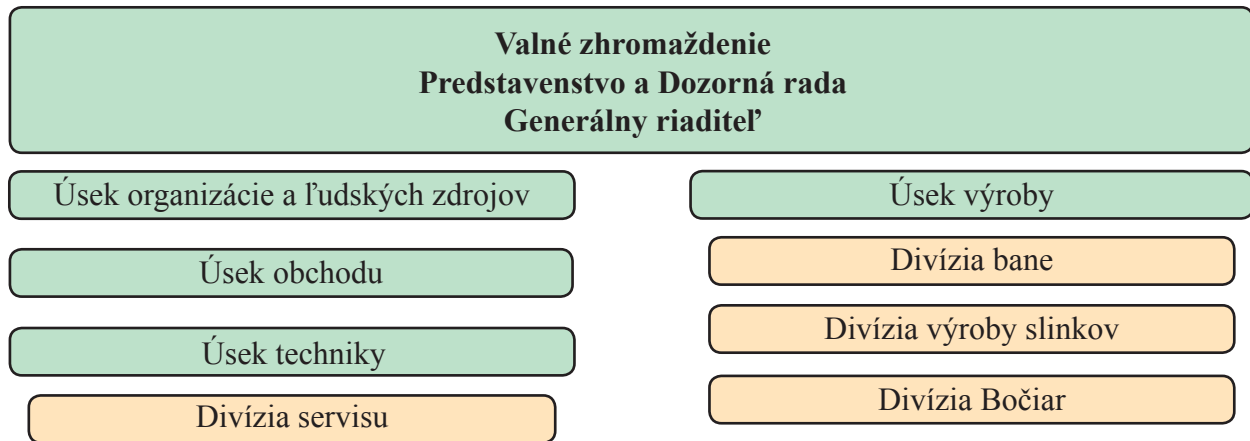 Valné zhromaždenie
Predstavenstvo a Dozorná rada
Generálny riaditeľ
Úsek organizácie a ľudských zdrojov
Úsek obchodu
Úsek techniky
Divízia servisu
Úsek výroby
Divízia bane
Divízia výroby slinkov
Divízia Bočiar